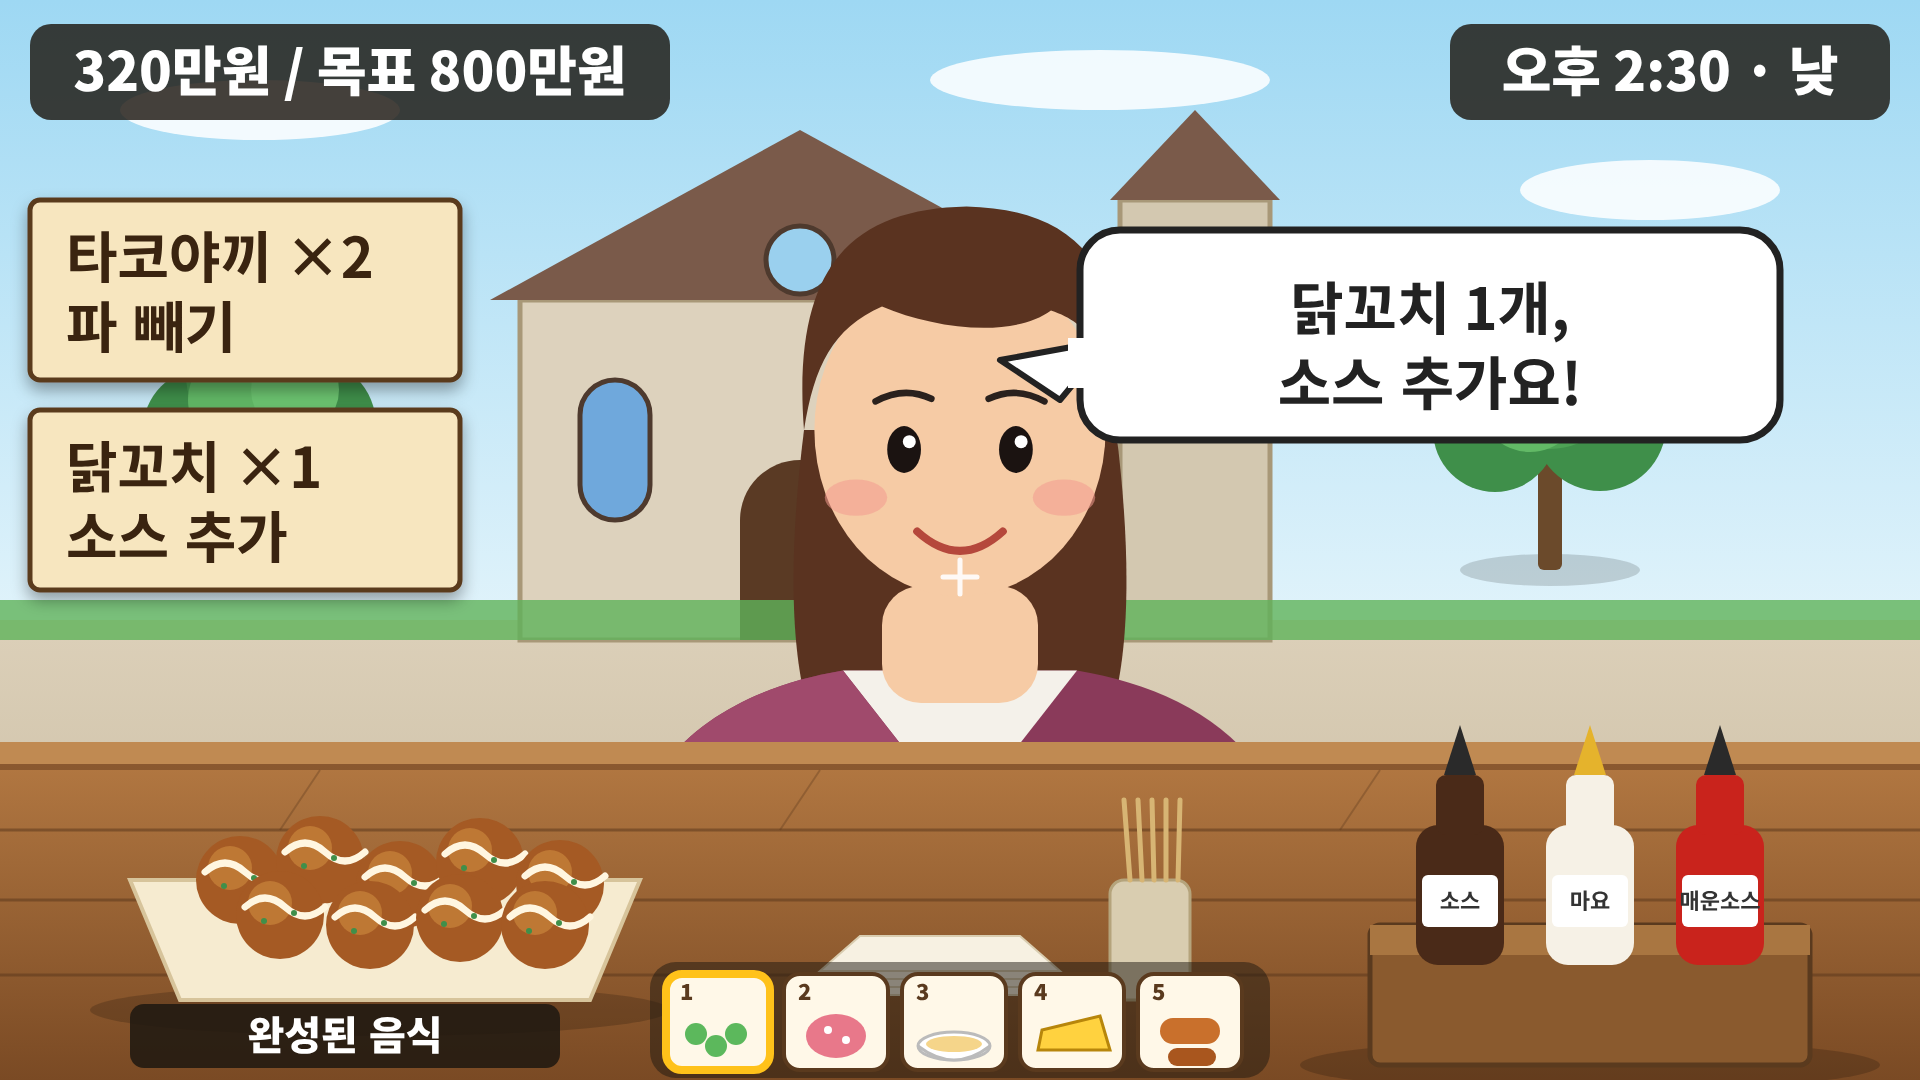 320만원 / 목표 800만원
오후 2:30 · 낮
타코야끼 ×2
파 빼기
닭꼬치 ×1
소스 추가
닭꼬치 1개,
소스 추가요!
소스
마요
매운소스
완성된 음식
1
2
3
4
5